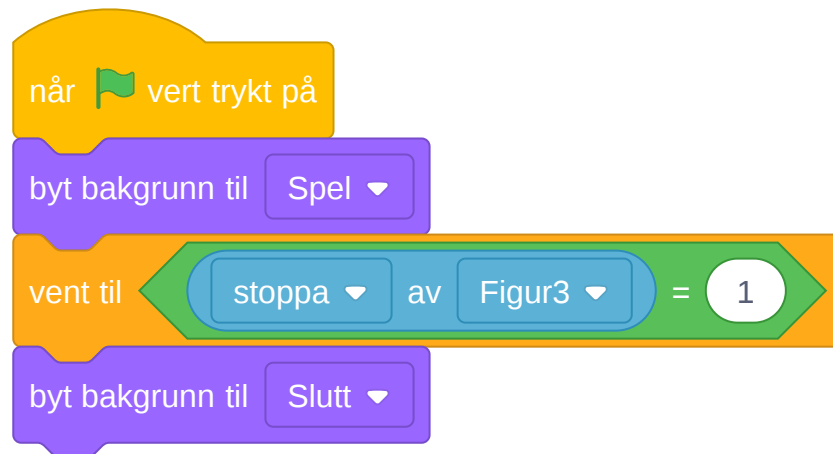 når vert trykt på
byt bakgrunn til Spel
vent til stoppa av Figur3 = 1
byt bakgrunn til Slutt